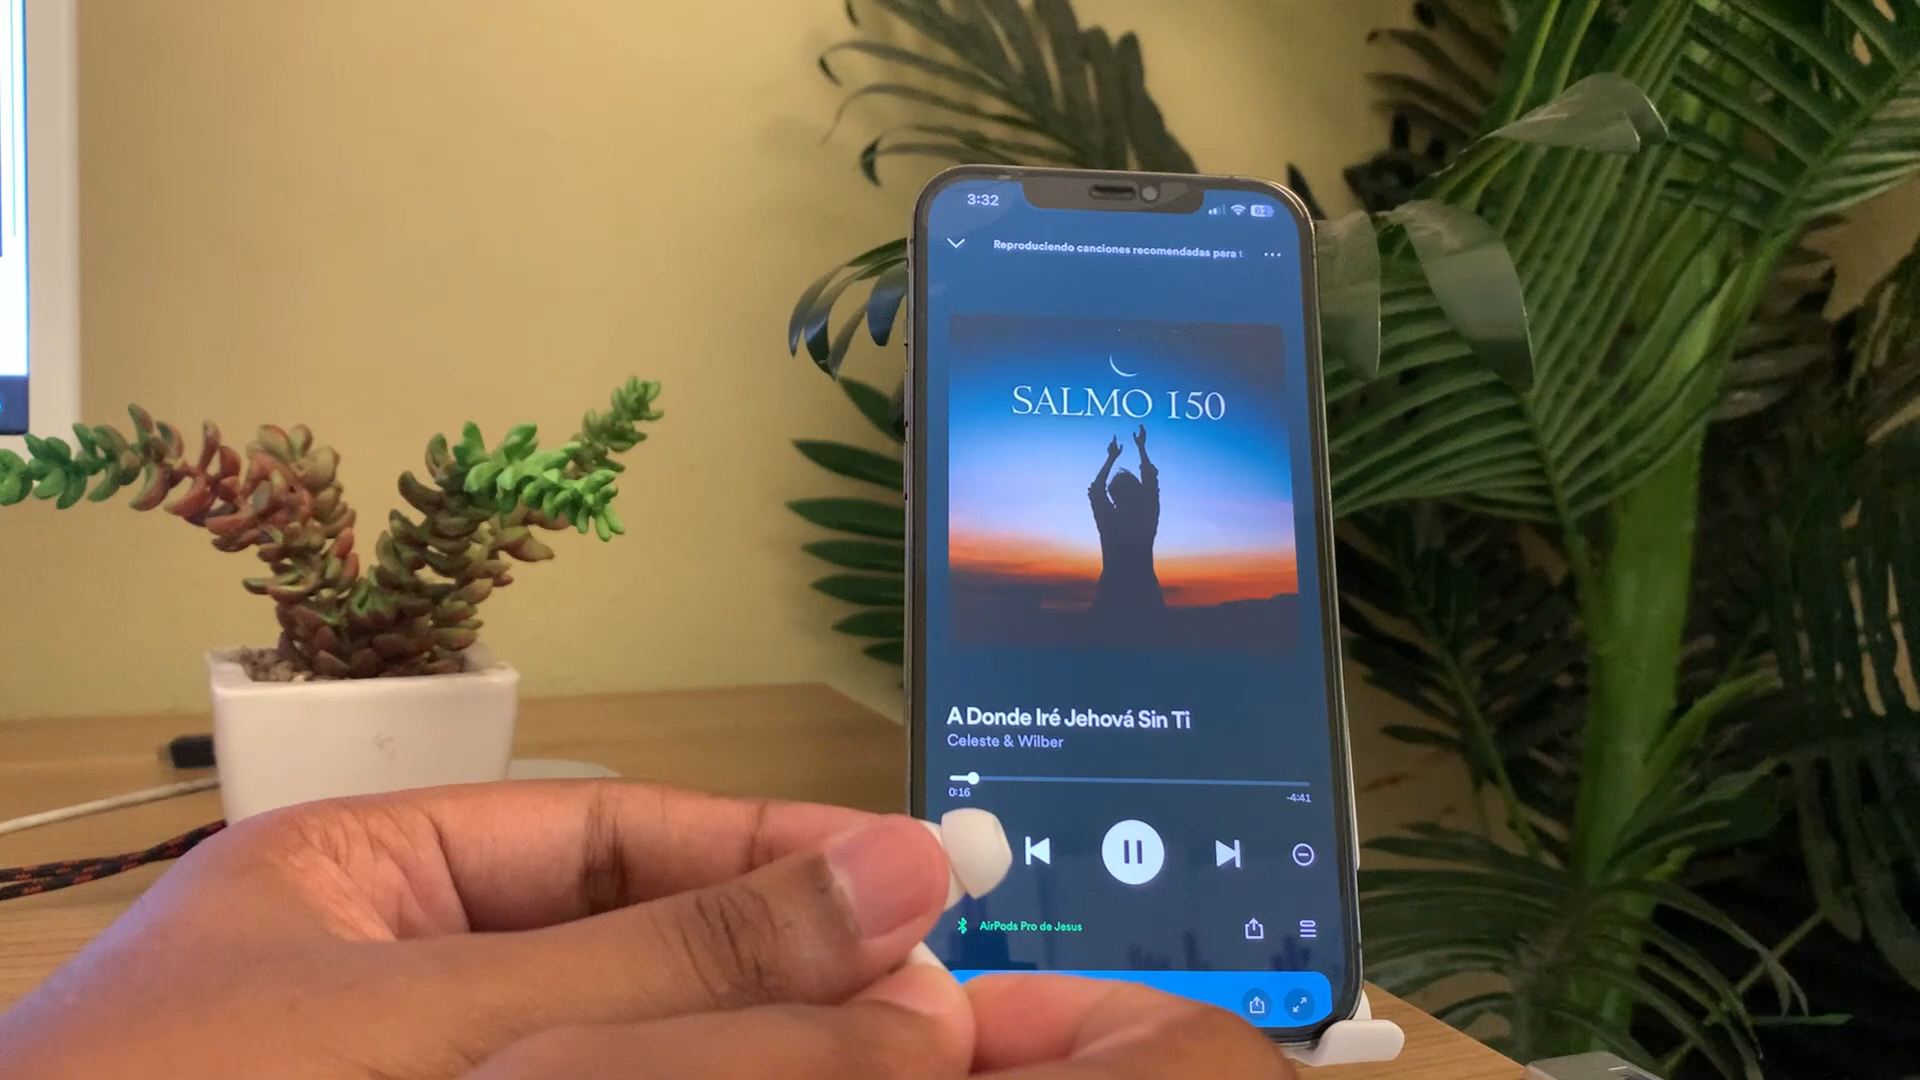 3:32
62
Reproduciendo canciones recomendadas para t
SALMO 150
A Donde Iré Jehová Sin Ti
Celeste & Wilber
0:16
-4:41
AirPods Pro de Jesus